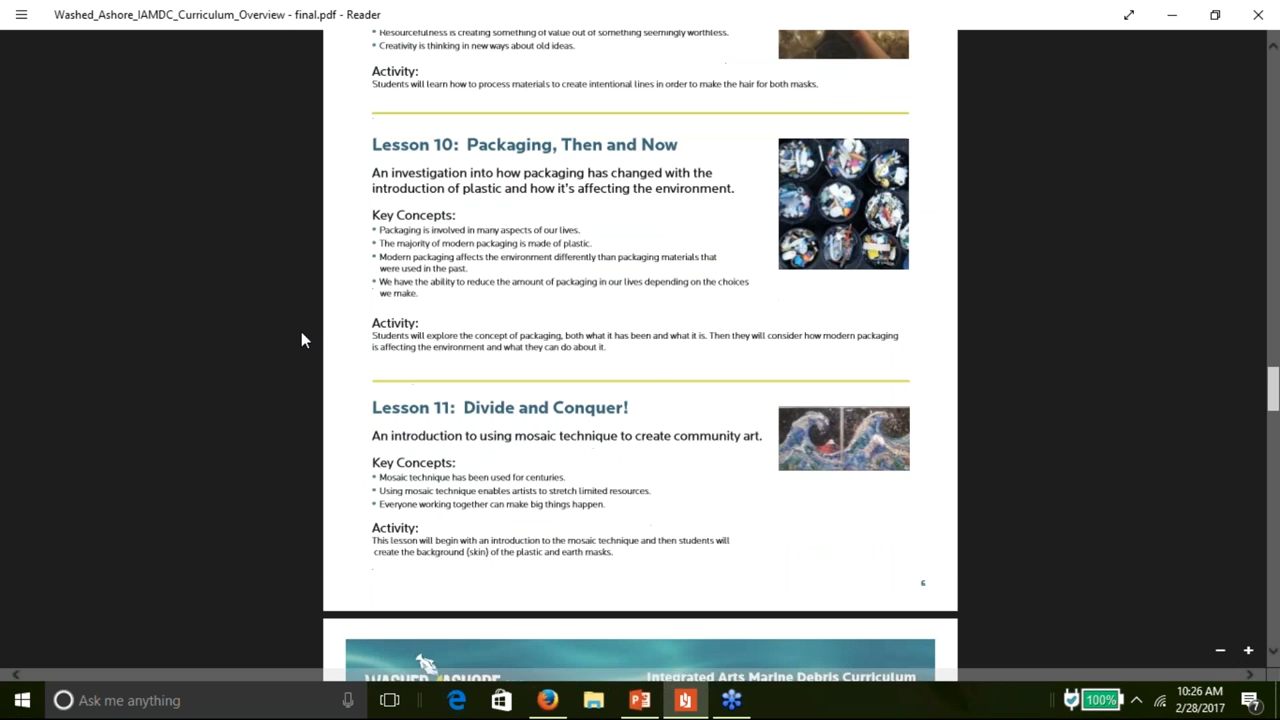 Washed_Ashore_IAMDC_Curriculum_Overview - final.pdf - Reader
• Resourcefulness is creating something of value out of something seemingly worthless.
• Creativity is thinking in new ways about old ideas.
Activity:
Students will learn how to process materials to create intentional lines in order to make the hair for both masks.
Lesson 10: Packaging, Then and Now
An investigation into how packaging has changed with the
introduction of plastic and how it's affecting the environment.
Key Concepts:
• Packaging is involved in many aspects of our lives.
• The majority of modern packaging is made of plastic.
• Modern packaging affects the environment differently than packaging materials that
were used in the past.
• We have the ability to reduce the amount of packaging in our lives depending on the choices
we make.
Activity:
Students will explore the concept of packaging, both what it has been and what it is. Then they will consider how modern packaging
is affecting the environment and what they can do about it.
Lesson 11: Divide and Conquer!
An introduction to using mosaic technique to create community art.
Key Concepts:
• Mosaic technique has been used for centuries.
• Using mosaic technique enables artists to stretch limited resources.
• Everyone working together can make big things happen.
Activity:
This lesson will begin with an introduction to the mosaic technique and then students will
create the background (skin) of the plastic and earth masks.
6
WASHED ASHORE
Integrated Arts Marine Debris Curriculum
Ask me anything
100%
10:26 AM
2/28/2017
7